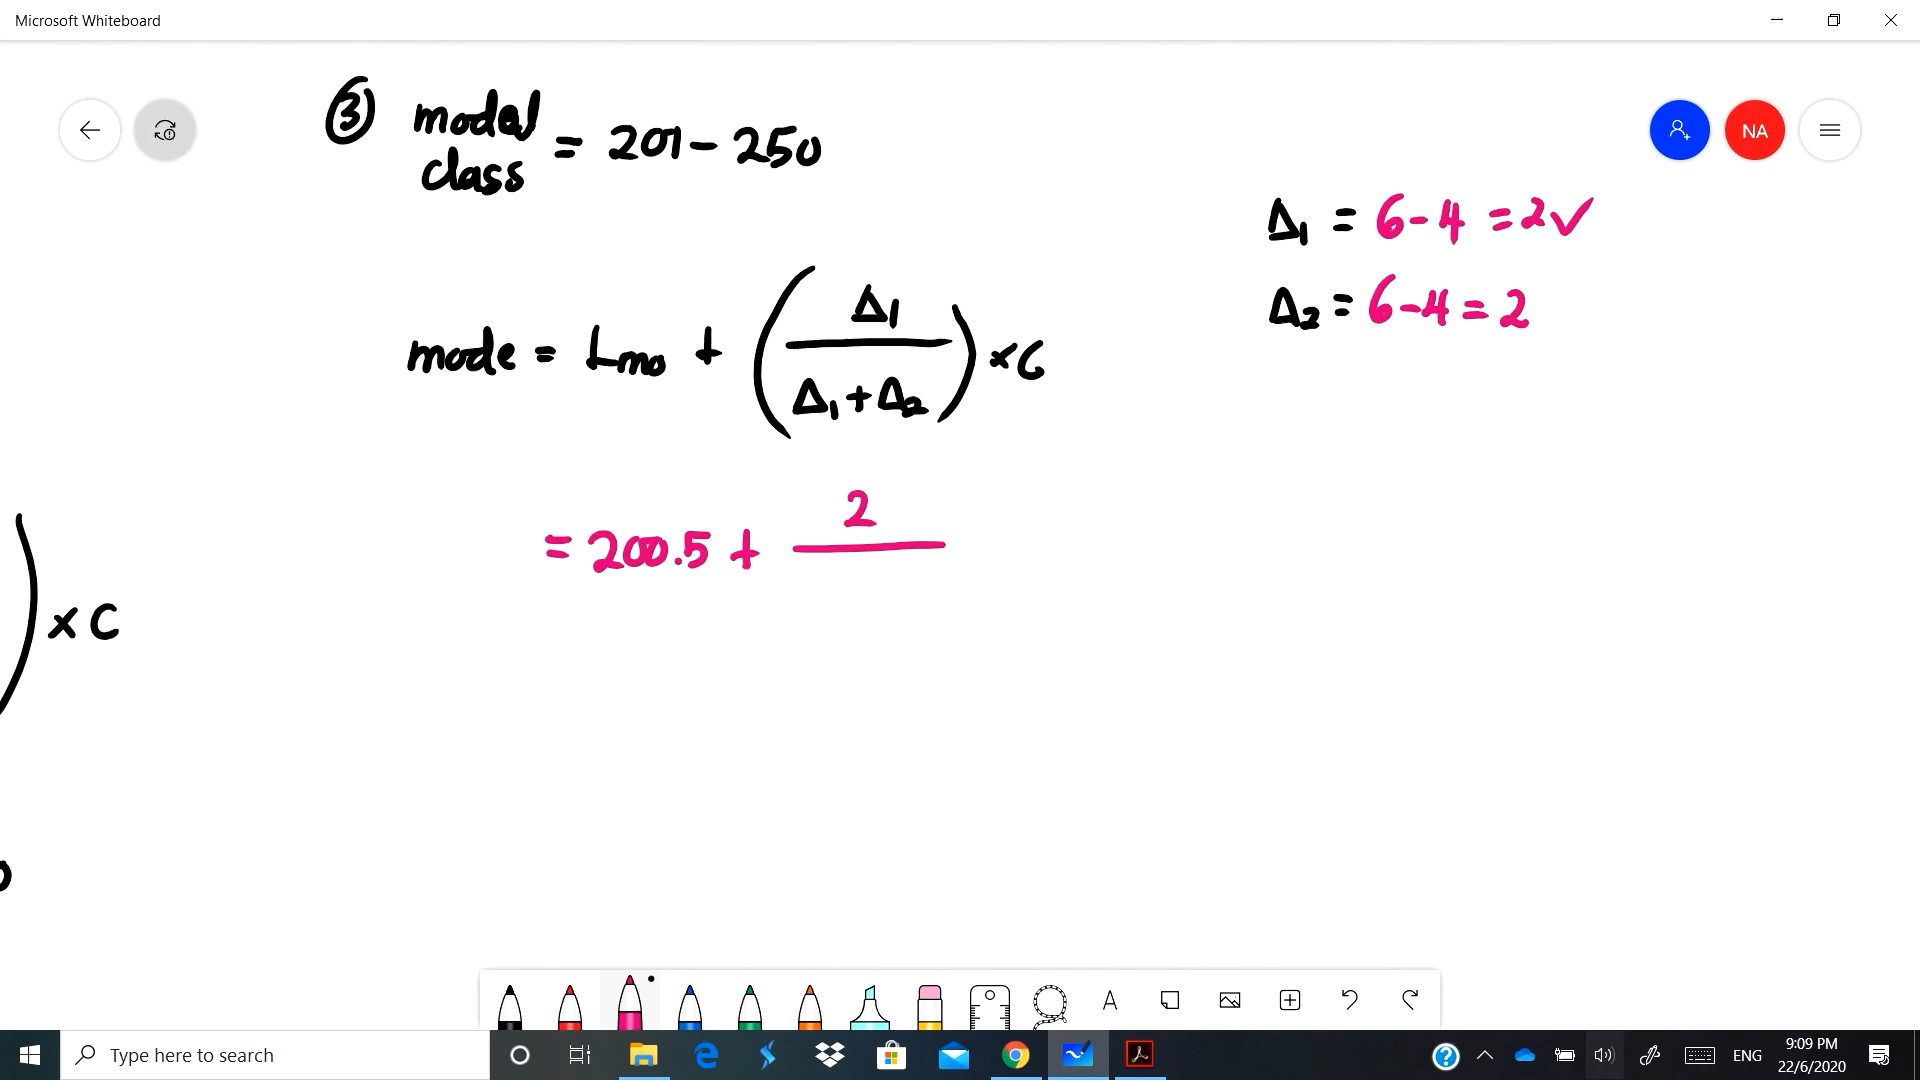 Microsoft Whiteboard
③ modal class = 201 - 250
NA
Δ₁ = 6 - 4 = 2 ✓
Δ₂ = 6 - 4 = 2
mode = Lmo + (Δ₁ / (Δ₁ + Δ₂)) × C
= 200.5 + 2
) × C
Type here to search
ENG
9:09 PM
22/6/2020